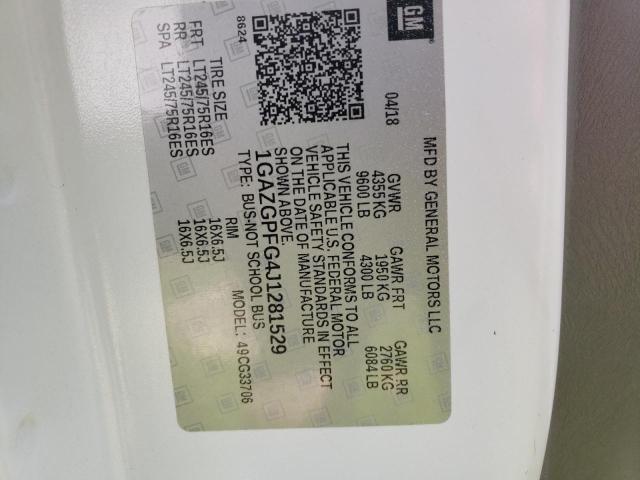 GM
MFD BY GENERAL MOTORS LLC
04/18
GVWR GAWR FRT GAWR RR
4355 KG 1950 KG 2760 KG
9600 LB 4300 LB 6084 LB
THIS VEHICLE CONFORMS TO ALL
APPLICABLE U.S. FEDERAL MOTOR
VEHICLE SAFETY STANDARDS IN EFFECT
ON THE DATE OF MANUFACTURE
SHOWN ABOVE.
1GAZGPFG4J1281529
TYPE: BUS-NOT SCHOOL BUS MODEL: 49CG33706
8624
TIRE SIZE RIM
FRT LT245/75R16ES 16X6.5J
RR LT245/75R16ES 16X6.5J
SPA LT245/75R16ES 16X6.5J